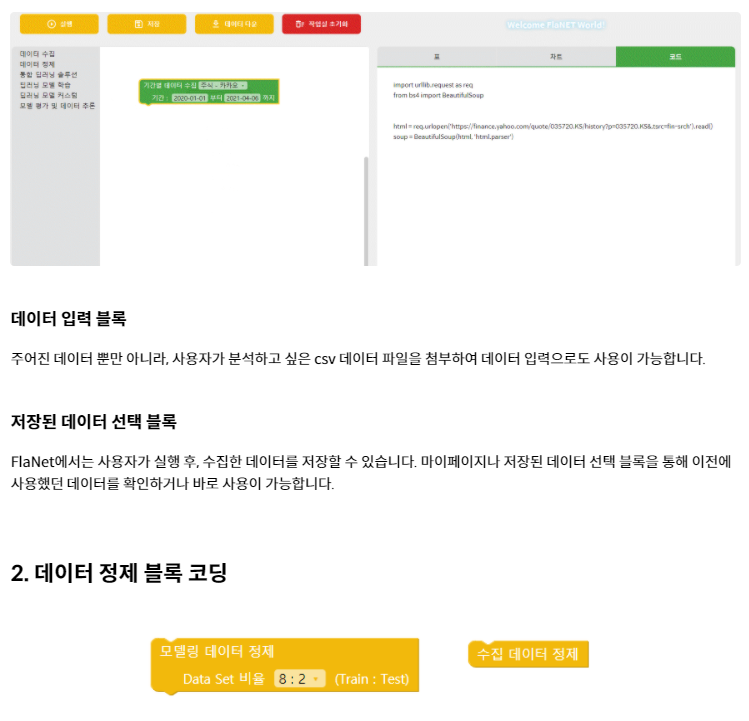 실행
저장
데이터 다운
작업실 초기화
Welcome FlaNET World!
데이터 수집
데이터 정제
통합 딥러닝 솔루션
딥러닝 모델 학습
딥러닝 모델 커스텀
모델 평가 및 데이터 추론
기간별 데이터 수집 주식 - 카카오
기간 : 2020-01-01 부터 2021-04-06 까지
표
차트
코드
import urllib.request as req
from bs4 import BeautifulSoup
html = req.urlopen('https://finance.yahoo.com/quote/035720.KS/history?p=035720.KS&.tsrc=fin-srch').read()
soup = BeautifulSoup(html, 'html.parser')
데이터 입력 블록
주어진 데이터 뿐만 아니라, 사용자가 분석하고 싶은 csv 데이터 파일을 첨부하여 데이터 입력으로도 사용이 가능합니다.
저장된 데이터 선택 블록
FlaNet에서는 사용자가 실행 후, 수집한 데이터를 저장할 수 있습니다. 마이페이지나 저장된 데이터 선택 블록을 통해 이전에
사용했던 데이터를 확인하거나 바로 사용이 가능합니다.
2. 데이터 정제 블록 코딩
모델링 데이터 정제
Data Set 비율 8 : 2 (Train : Test)
수집 데이터 정제